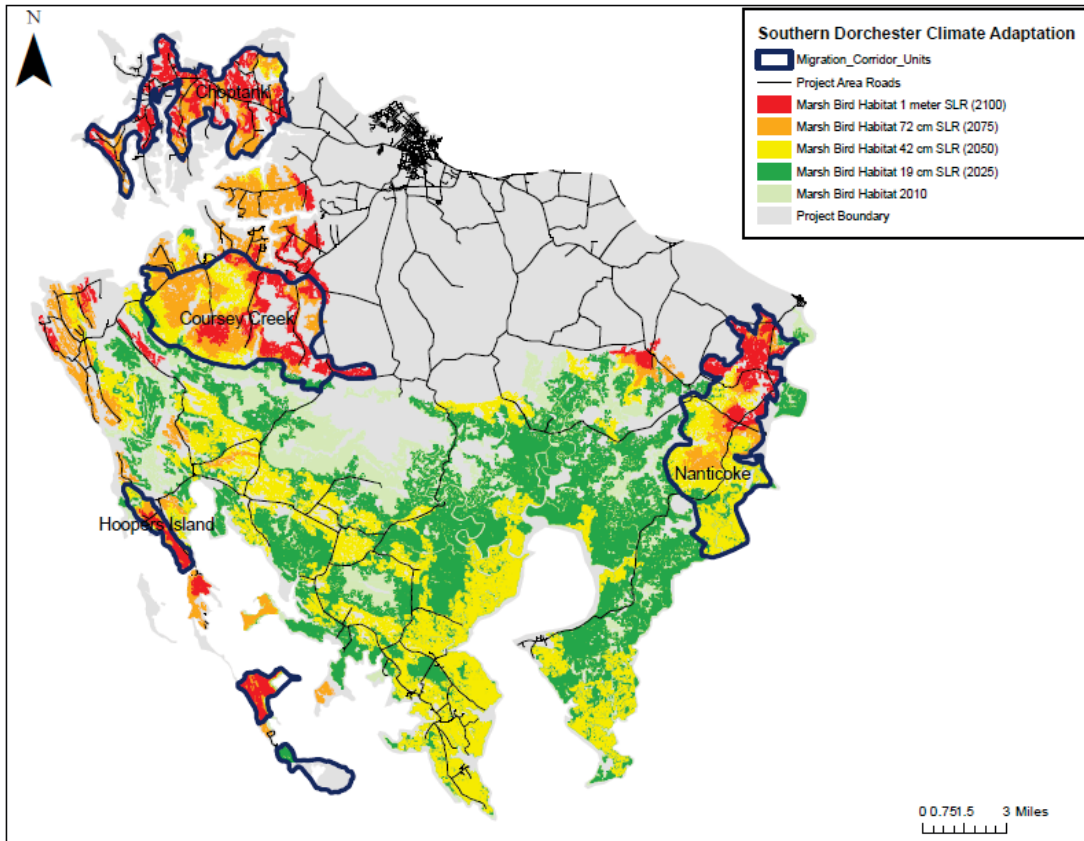 N
Southern Dorchester Climate Adaptation
Migration_Corridor_Units
Project Area Roads
Marsh Bird Habitat 1 meter SLR (2100)
Marsh Bird Habitat 72 cm SLR (2075)
Marsh Bird Habitat 42 cm SLR (2050)
Marsh Bird Habitat 19 cm SLR (2025)
Marsh Bird Habitat 2010
Project Boundary
Choptank
Coursey Creek
Nanticoke
Hoopers Island
0 0.751.5 3 Miles